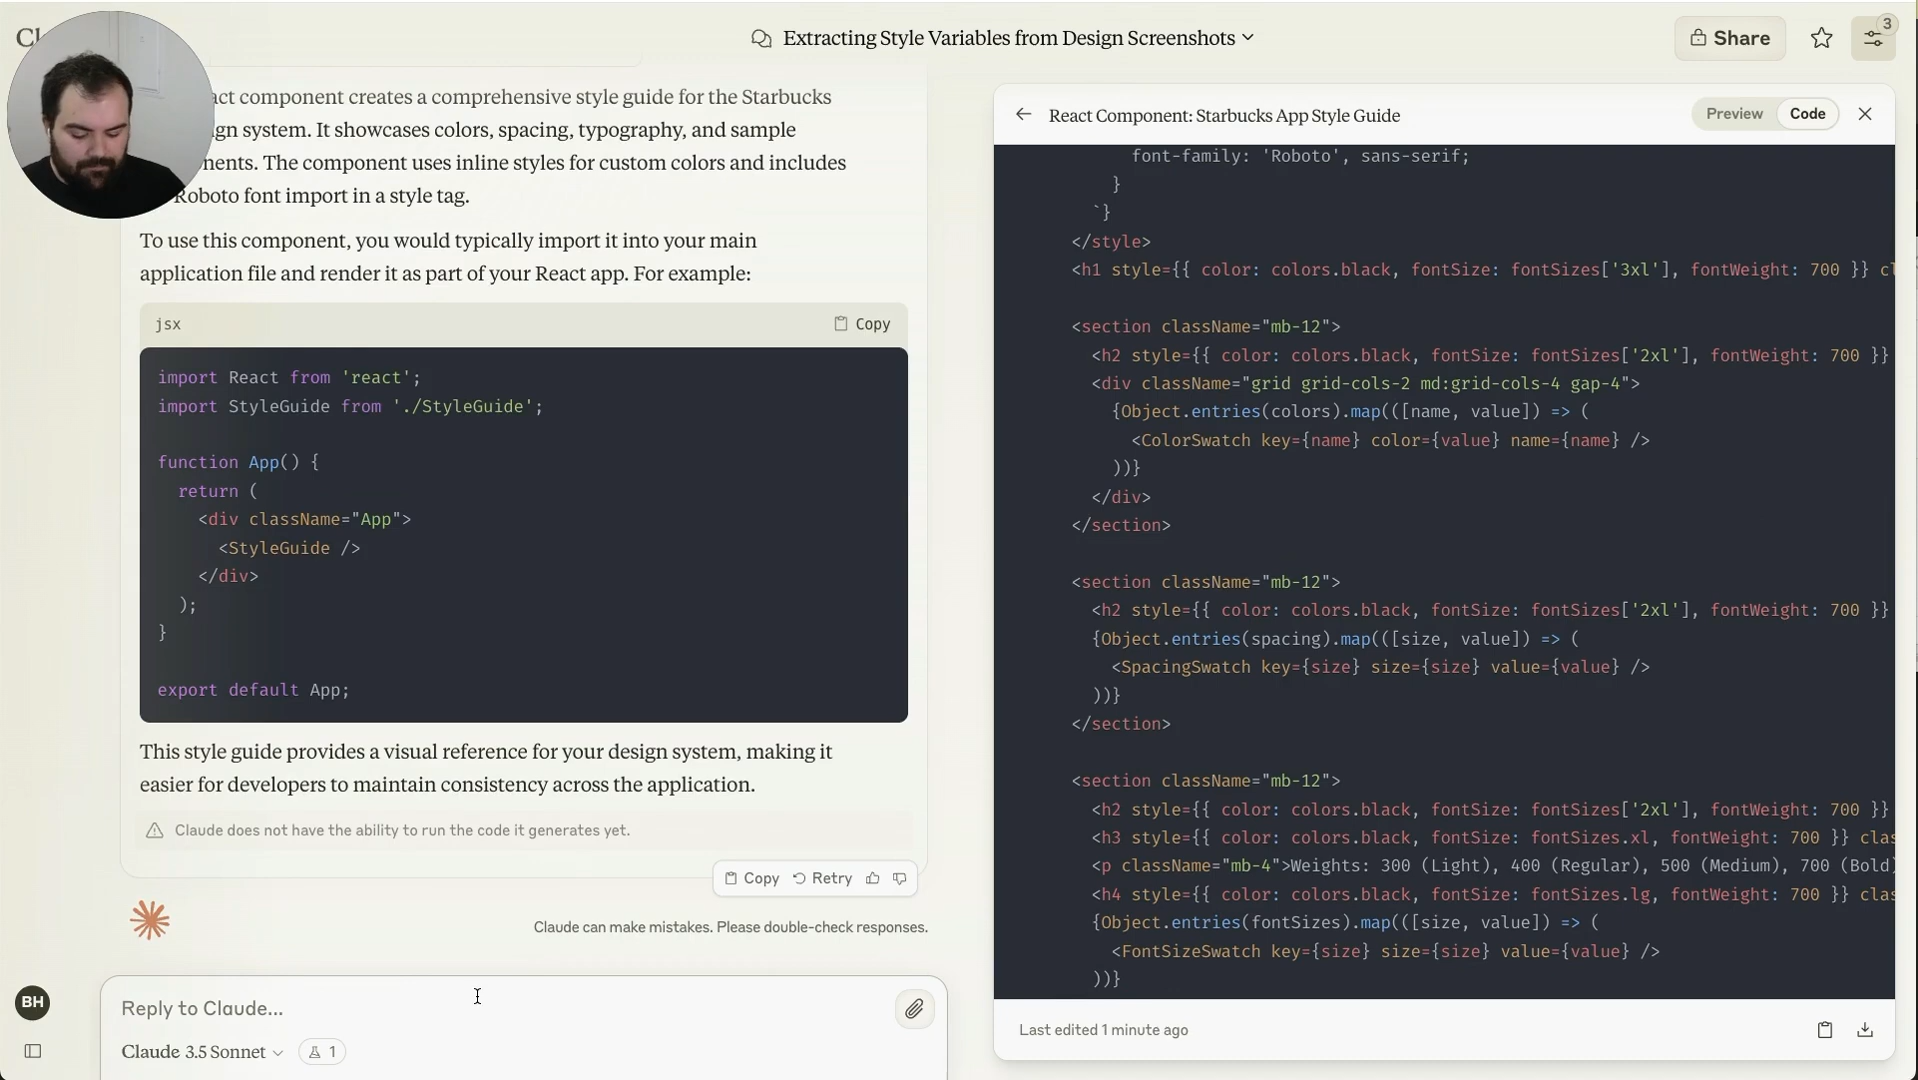 Extracting Style Variables from Design Screenshots
Share
3
act component creates a comprehensive style guide for the Starbucks
gn system. It showcases colors, spacing, typography, and sample
nents. The component uses inline styles for custom colors and includes
Roboto font import in a style tag.
To use this component, you would typically import it into your main
application file and render it as part of your React app. For example:
jsx
Copy
import React from 'react';
import StyleGuide from './StyleGuide';
function App() {
return (
<div className="App">
<StyleGuide />
</div>
);
}
export default App;
This style guide provides a visual reference for your design system, making it
easier for developers to maintain consistency across the application.
Claude does not have the ability to run the code it generates yet.
Copy
Retry
Claude can make mistakes. Please double-check responses.
BH
Reply to Claude...
Claude 3.5 Sonnet
1
React Component: Starbucks App Style Guide
Preview
Code
font-family: 'Roboto', sans-serif;
}
`}
</style>
<h1 style={{ color: colors.black, fontSize: fontSizes['3xl'], fontWeight: 700 }} cl
<section className="mb-12">
<h2 style={{ color: colors.black, fontSize: fontSizes['2xl'], fontWeight: 700 }}
<div className="grid grid-cols-2 md:grid-cols-4 gap-4">
{Object.entries(colors).map(([name, value]) => (
<ColorSwatch key={name} color={value} name={name} />
))}
</div>
</section>
<section className="mb-12">
<h2 style={{ color: colors.black, fontSize: fontSizes['2xl'], fontWeight: 700 }}
{Object.entries(spacing).map(([size, value]) => (
<SpacingSwatch key={size} size={size} value={value} />
))}
</section>
<section className="mb-12">
<h2 style={{ color: colors.black, fontSize: fontSizes['2xl'], fontWeight: 700 }}
<h3 style={{ color: colors.black, fontSize: fontSizes.xl, fontWeight: 700 }} clas
<p className="mb-4">Weights: 300 (Light), 400 (Regular), 500 (Medium), 700 (Bold)
<h4 style={{ color: colors.black, fontSize: fontSizes.lg, fontWeight: 700 }} clas
{Object.entries(fontSizes).map(([size, value]) => (
<FontSizeSwatch key={size} size={size} value={value} />
))}
Last edited 1 minute ago